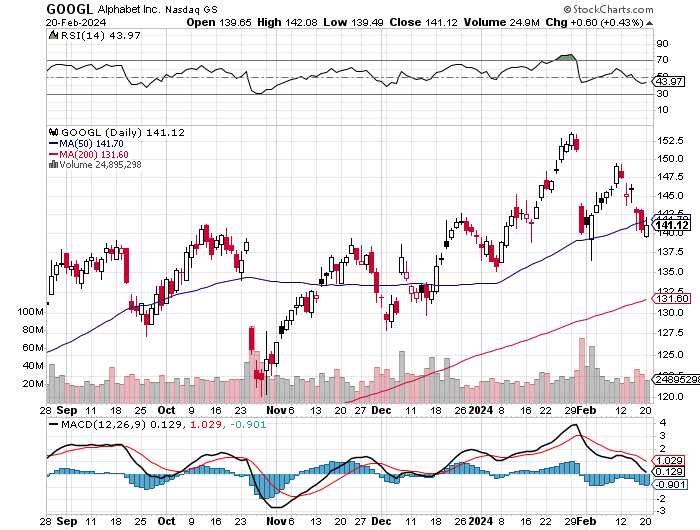 GOOGL Alphabet Inc. Nasdaq GS © StockCharts.com
20-Feb-2024 Open 139.65 High 142.08 Low 139.49 Close 141.12 Volume 24.9M Chg +0.60 (+0.43%)
RSI(14) 43.97
90
70
50
43.97
30
10
GOOGL (Daily) 141.12
MA(50) 141.70
MA(200) 131.60
Volume 24,895,298
152.5
150.0
147.5
145.0
142.5
141.12
140.0
137.5
135.0
132.5
131.60
130.0
127.5
125.0
122.5
120.0
24895298
100M
80M
60M
40M
20M
28 Sep 11 18 25 Oct 9 16 23 Nov 6 13 20 27 Dec 11 18 26 2024 8 16 22 29 Feb 12 20
MACD(12,26,9) 0.129, 1.029, -0.901
4
3
2
1.029
0.129
-0.901
-2
-3
28 Sep 11 18 25 Oct 9 16 23 Nov 6 13 20 27 Dec 11 18 26 2024 8 16 22 29 Feb 12 20